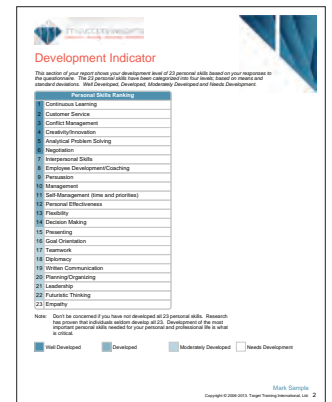 TTI SUCCESS INSIGHTS
Development Indicator
This section of your report shows your development level of 23 personal skills based on your responses to
the questionnaire. The 23 personal skills have been categorized into four levels; based on means and
standard deviations. Well Developed, Developed, Moderately Developed and Needs Development.
Personal Skills Ranking
1 Continuous Learning
2 Customer Service
3 Conflict Management
4 Creativity/Innovation
5 Analytical Problem Solving
6 Negotiation
7 Interpersonal Skills
8 Employee Development/Coaching
9 Persuasion
10 Management
11 Self-Management (time and priorities)
12 Personal Effectiveness
13 Flexibility
14 Decision Making
15 Presenting
16 Goal Orientation
17 Teamwork
18 Diplomacy
19 Written Communication
20 Planning/Organizing
21 Leadership
22 Futuristic Thinking
23 Empathy
Note: Don't be concerned if you have not developed all 23 personal skills. Research
has proven that individuals seldom develop all 23. Development of the most
important personal skills needed for your personal and professional life is what
is critical.
Well Developed Developed Moderately Developed Needs Development
Mark Sample
Copyright © 2006-2013. Target Training International, Ltd. 2